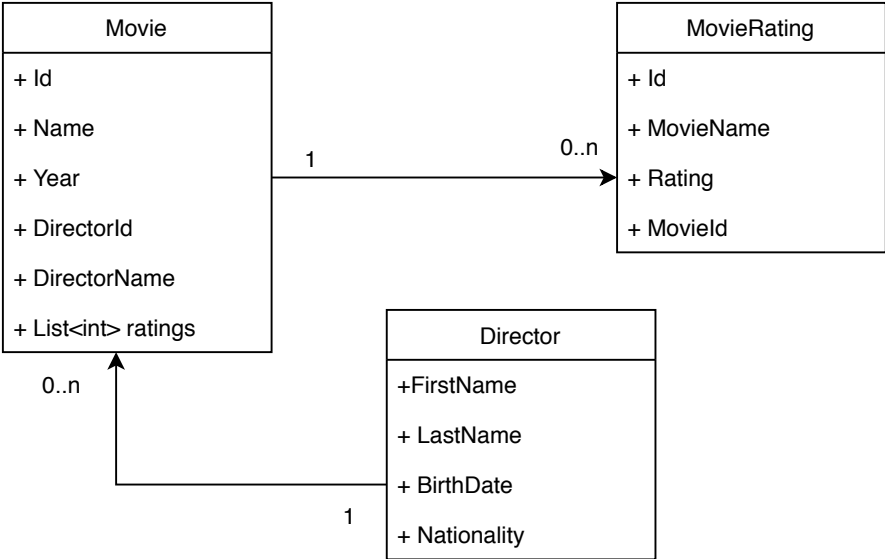 Movie
+ Id
+ Name
+ Year
+ DirectorId
+ DirectorName
+ List<int> ratings
MovieRating
+ Id
+ MovieName
+ Rating
+ MovieId
1
0..n
Director
+FirstName
+ LastName
+ BirthDate
+ Nationality
0..n
1